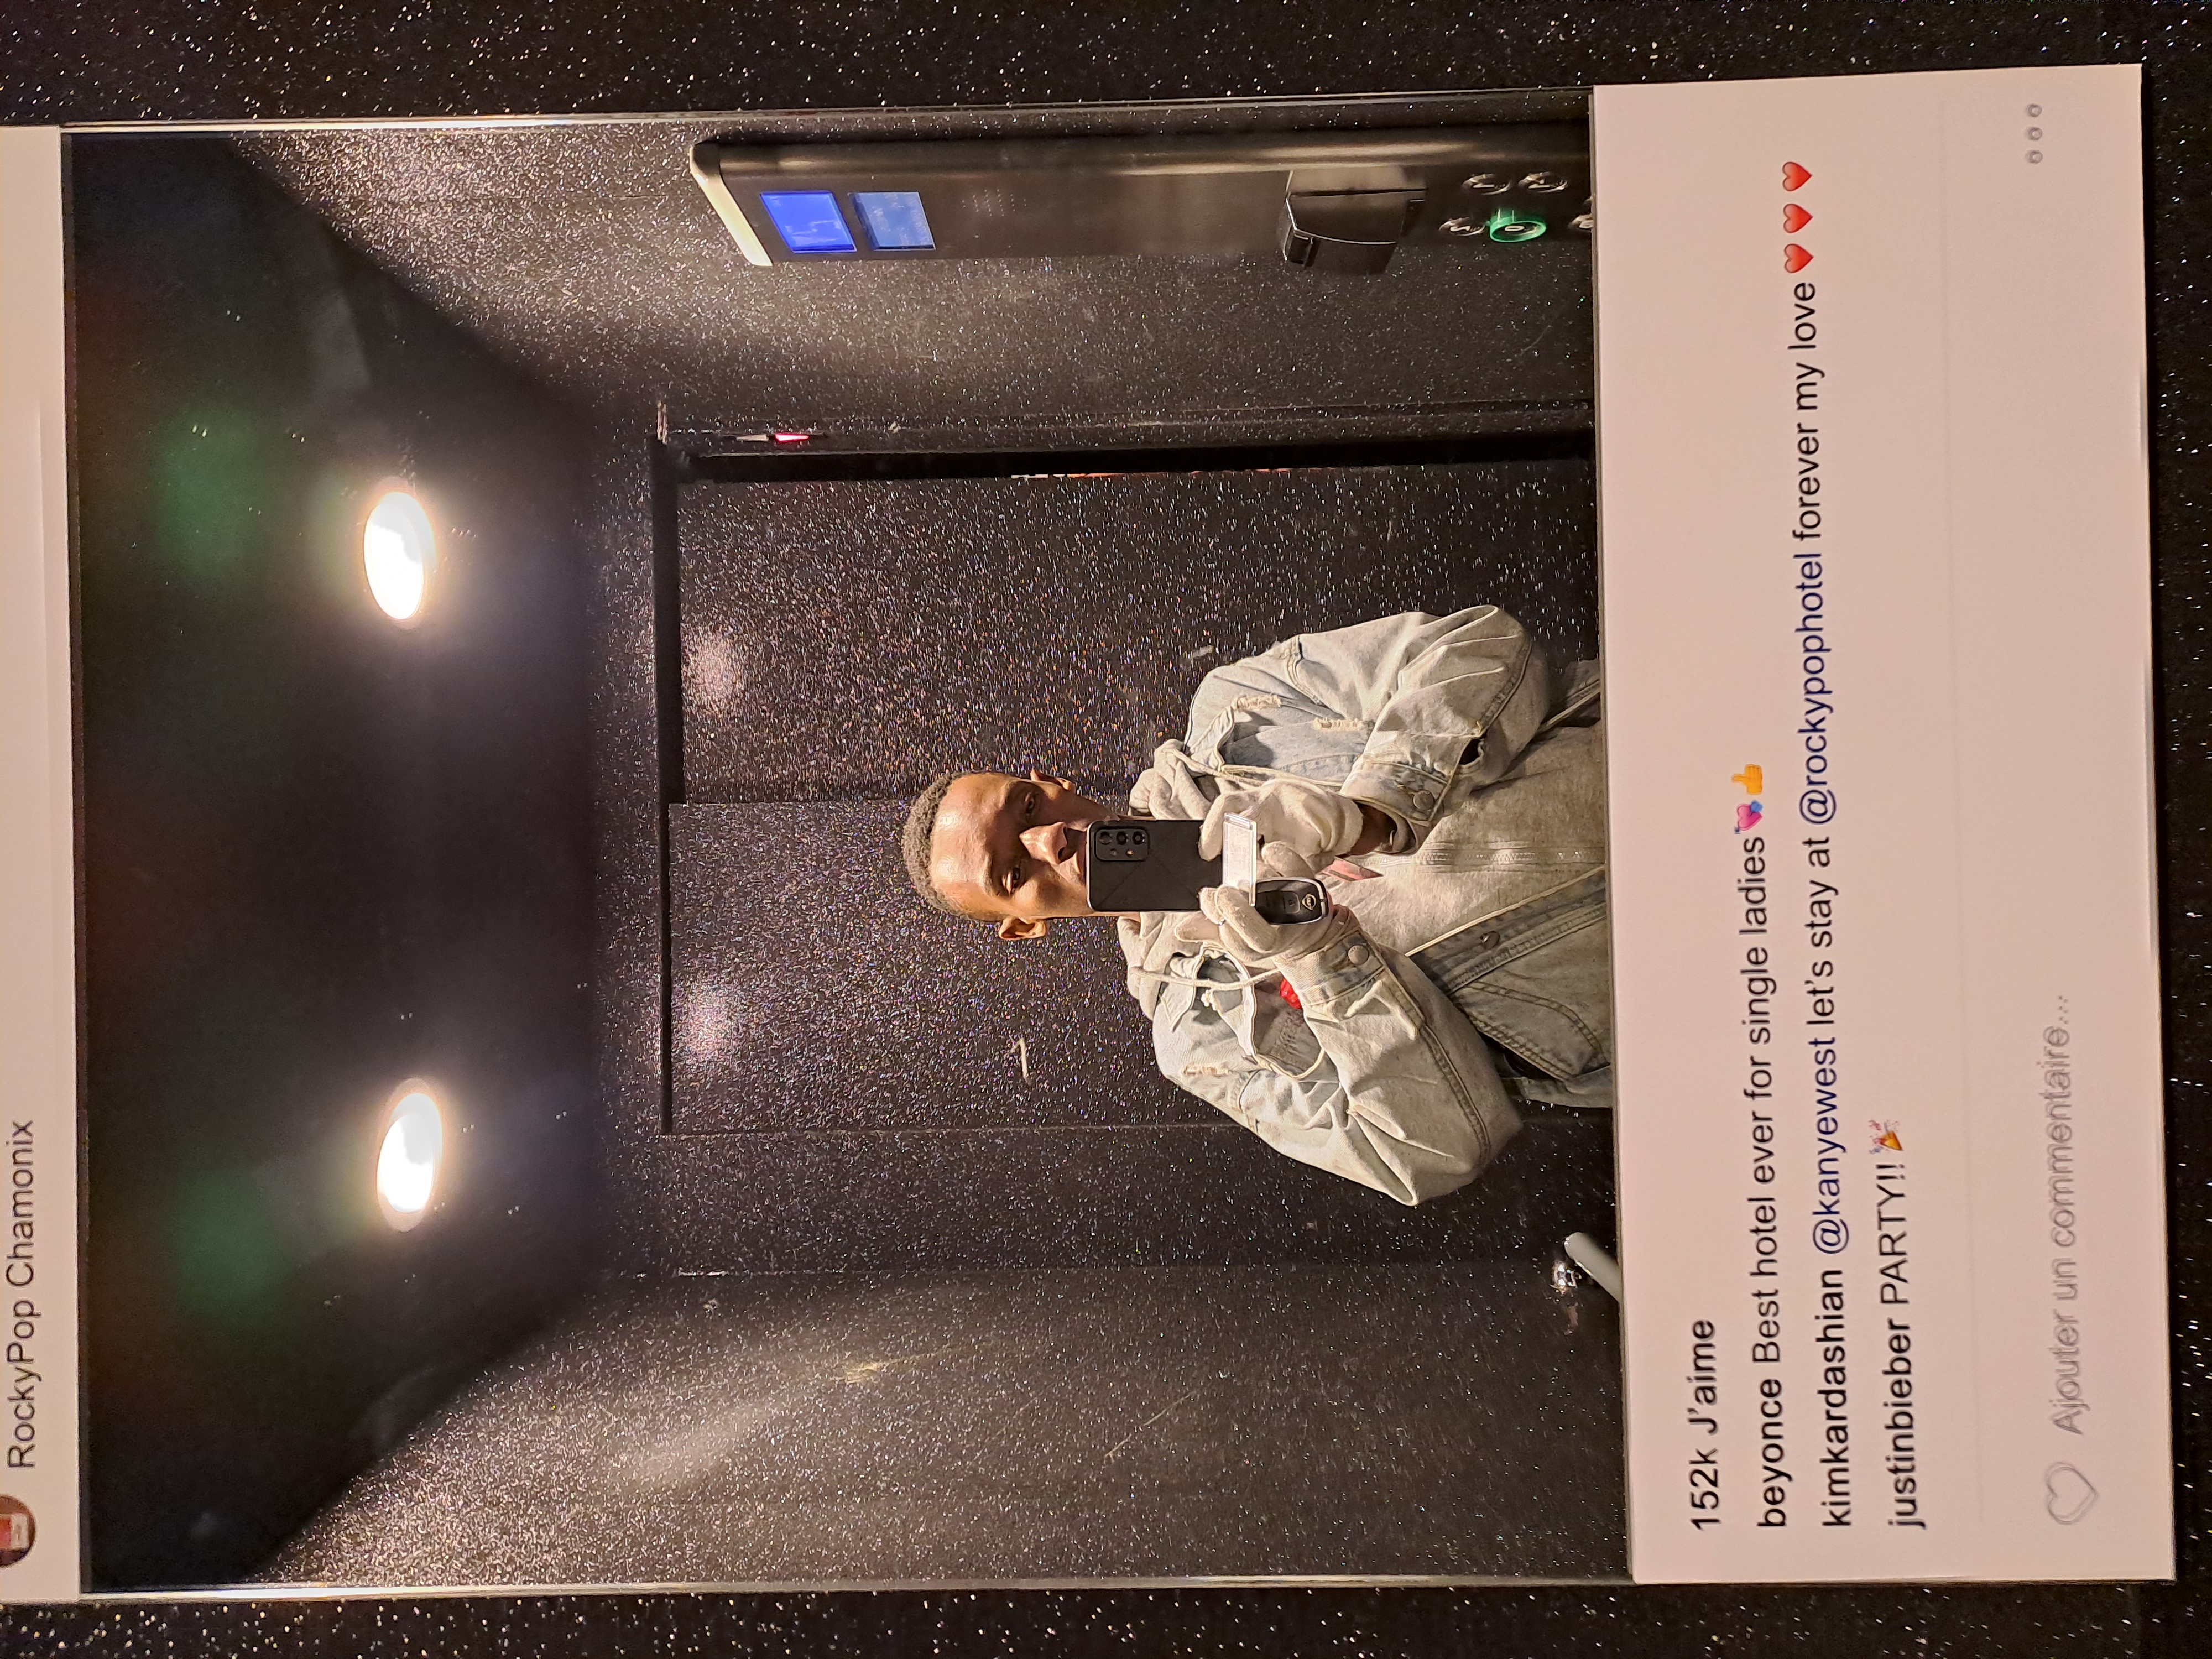 RockyPop Chamonix
152k J'aime
beyonce Best hotel ever for single ladies💘👍
kimkardashian @kanyewest let's stay at @rockypophotel forever my love❤️❤️❤️
justinbieber PARTY!!🎉
Ajouter un commentaire...